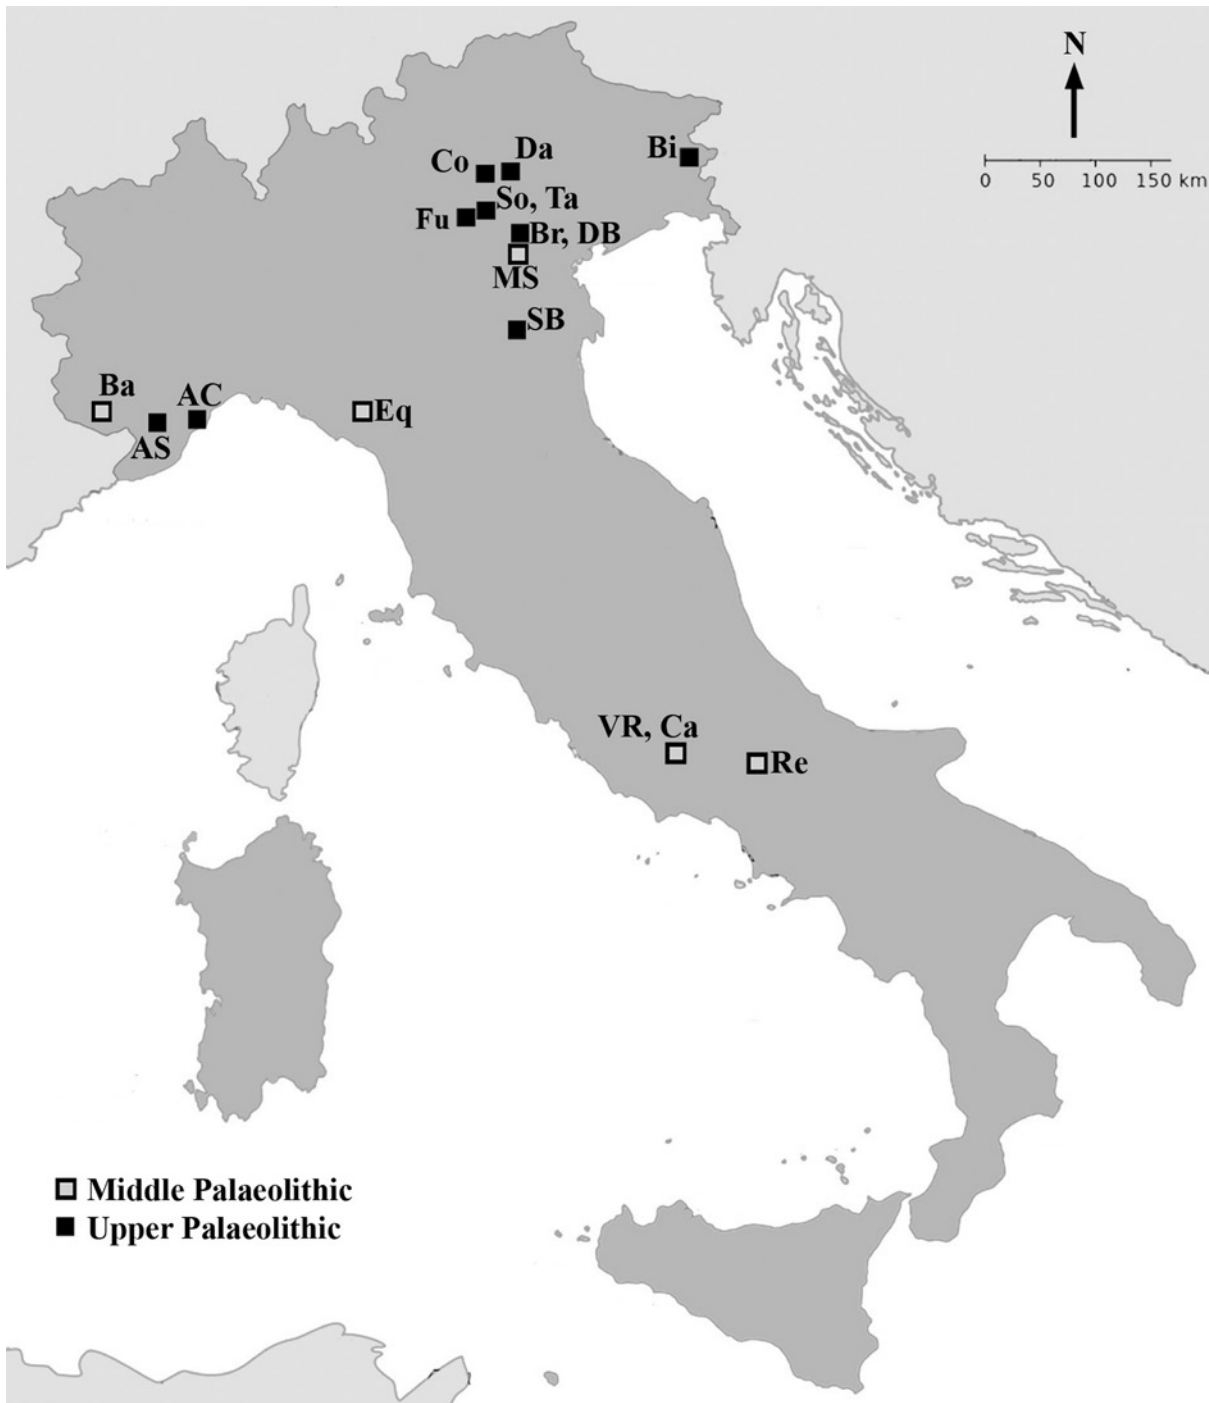 N
Da
Bi
Co
0 50 100 150 km
So, Ta
Fu
Br, DB
MS
SB
Ba
AC
Eq
AS
VR, Ca
Re
Middle Palaeolithic
Upper Palaeolithic